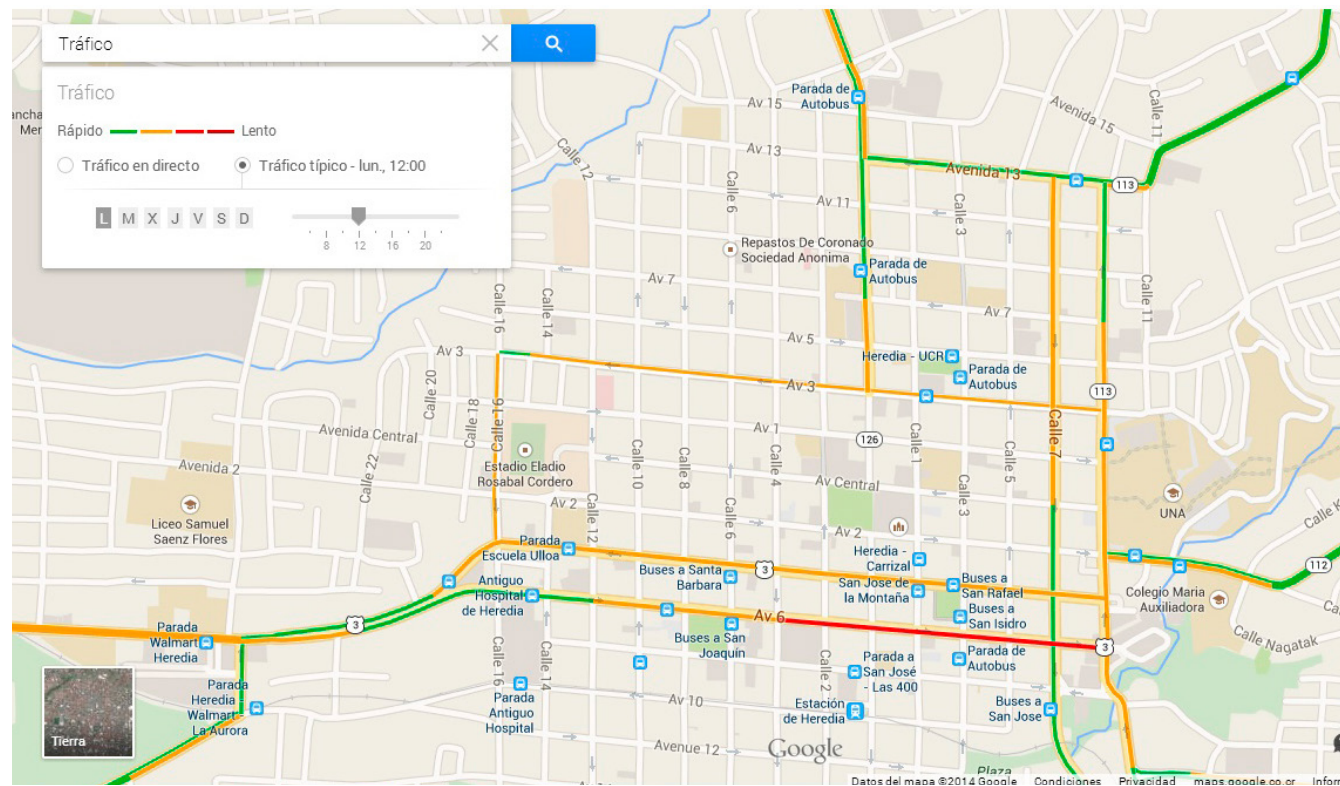 Tráfico
Tráfico
Rápido
Lento
Tráfico en directo
Tráfico típico - lun., 12:00
L M X J V S D
8 12 16 20
Mer
Parada de
Autobus
Av 15
Avenida 15
Calle 11
Calle 12
Av 13
Avenida 13
113
Calle 6
Av 11
Calle 3
Repastos De Coronado
Sociedad Anonima
Parada de
Autobus
Av 7
Calle 16
Calle 14
Av 7
Calle 11
Av 5
Heredia - UCR
Parada de
Autobus
Av 3
Av 3
113
Calle 20
Calle 18
Calle 16
Avenida Central
Av 1
126
Calle 1
Calle 7
Estadio Eladio
Rosabal Cordero
Calle 10
Calle 8
Calle 4
Calle 5
Avenida 2
Calle 22
Av Central
Calle 3
UNA
Liceo Samuel
Saenz Flores
Av 2
Calle 12
Calle 6
Av 2
Parada
Escuela Ulloa
3
Heredia -
Carrizal
112
Buses a Santa
Barbara
San Jose de
la Montaña
Buses a
San Rafael
Antiguo
Hospital
de Heredia
Buses a
San Isidro
Colegio Maria
Auxiliadora
3
Av 6
3
Calle Nagatak
Parada
Walmart
Heredia
Buses a San
Joaquín
Parada de
Autobus
Calle 16
Calle 14
Calle 2
Parada a
San José
- Las 400
Parada
Heredia
Walmart
La Aurora
Parada
Antiguo
Hospital
Av 10
Estación
de Heredia
Buses a
San Jose
Tierra
Avenue 12
Google
Plaza
Datos del mapa ©2014 Google Condiciones Privacidad maps.google.co.cr